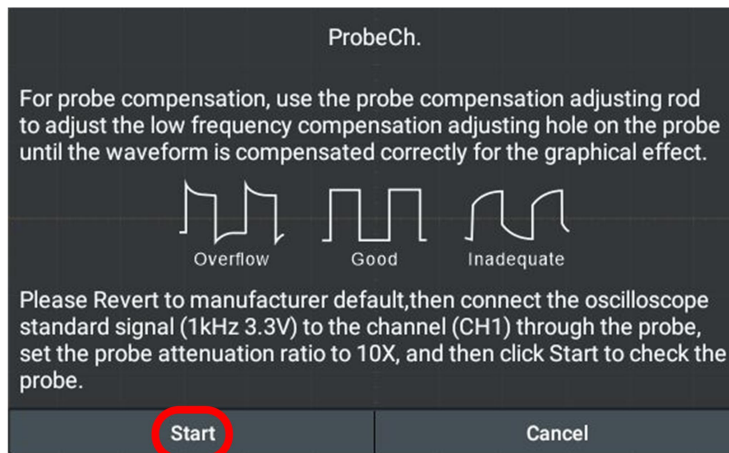 ProbeCh.
For probe compensation, use the probe compensation adjusting rod
to adjust the low frequency compensation adjusting hole on the probe
until the waveform is compensated correctly for the graphical effect.
Overflow Good Inadequate
Please Revert to manufacturer default,then connect the oscilloscope
standard signal (1kHz 3.3V) to the channel (CH1) through the probe,
set the probe attenuation ratio to 10X, and then click Start to check the
probe.
Start Cancel